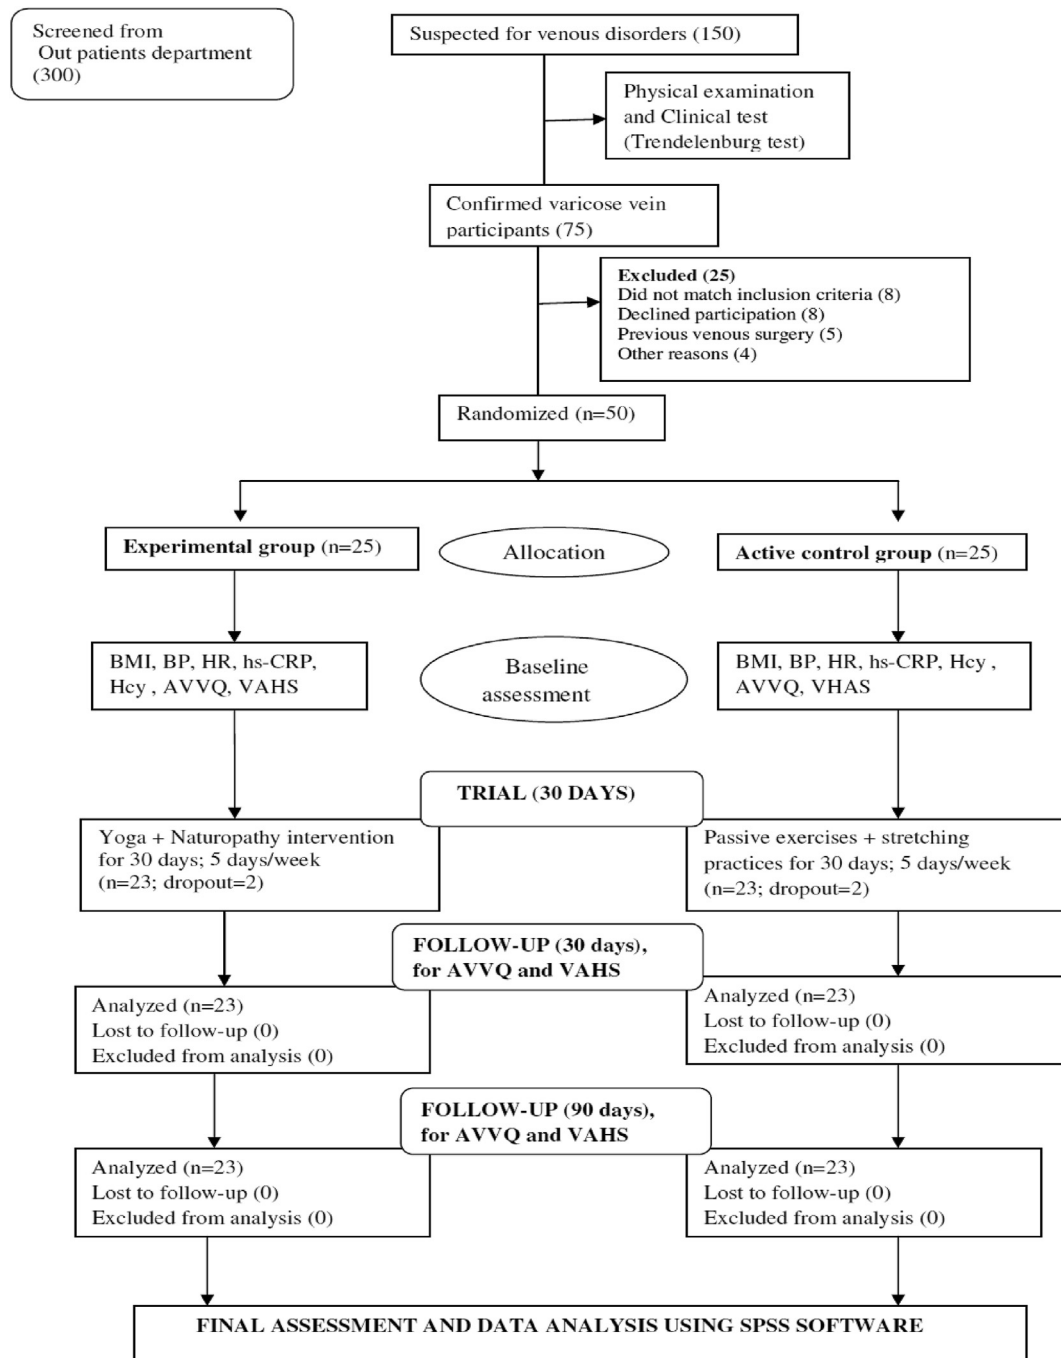 Screened from
Out patients department
(300)
Suspected for venous disorders (150)
Physical examination
and Clinical test
(Trendelenburg test)
Confirmed varicose vein
participants (75)
Excluded (25)
Did not match inclusion criteria (8)
Declined participation (8)
Previous venous surgery (5)
Other reasons (4)
Randomized (n=50)
Experimental group (n=25)
Allocation
Active control group (n=25)
BMI, BP, HR, hs-CRP,
Hcy , AVVQ, VAHS
Baseline
assessment
BMI, BP, HR, hs-CRP, Hcy ,
AVVQ, VHAS
TRIAL (30 DAYS)
Yoga + Naturopathy intervention
for 30 days; 5 days/week
(n=23; dropout=2)
Passive exercises + stretching
practices for 30 days; 5 days/week
(n=23; dropout=2)
FOLLOW-UP (30 days),
for AVVQ and VAHS
Analyzed (n=23)
Lost to follow-up (0)
Excluded from analysis (0)
Analyzed (n=23)
Lost to follow-up (0)
Excluded from analysis (0)
FOLLOW-UP (90 days),
for AVVQ and VAHS
Analyzed (n=23)
Lost to follow-up (0)
Excluded from analysis (0)
Analyzed (n=23)
Lost to follow-up (0)
Excluded from analysis (0)
FINAL ASSESSMENT AND DATA ANALYSIS USING SPSS SOFTWARE